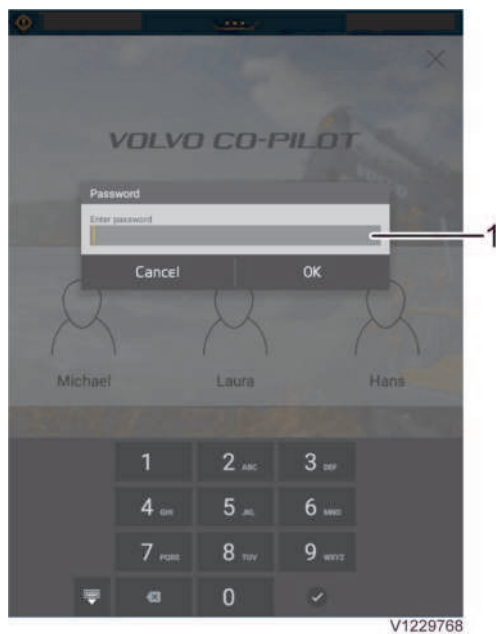 VOLVO CO-PILOT
Password
Enter password
1
Cancel OK
Michael Laura Hans
1 2 ABC 3 DEF
4 GHI 5 JKL 6 MNO
7 PQRS 8 TUV 9 WXYZ
0
V1229768